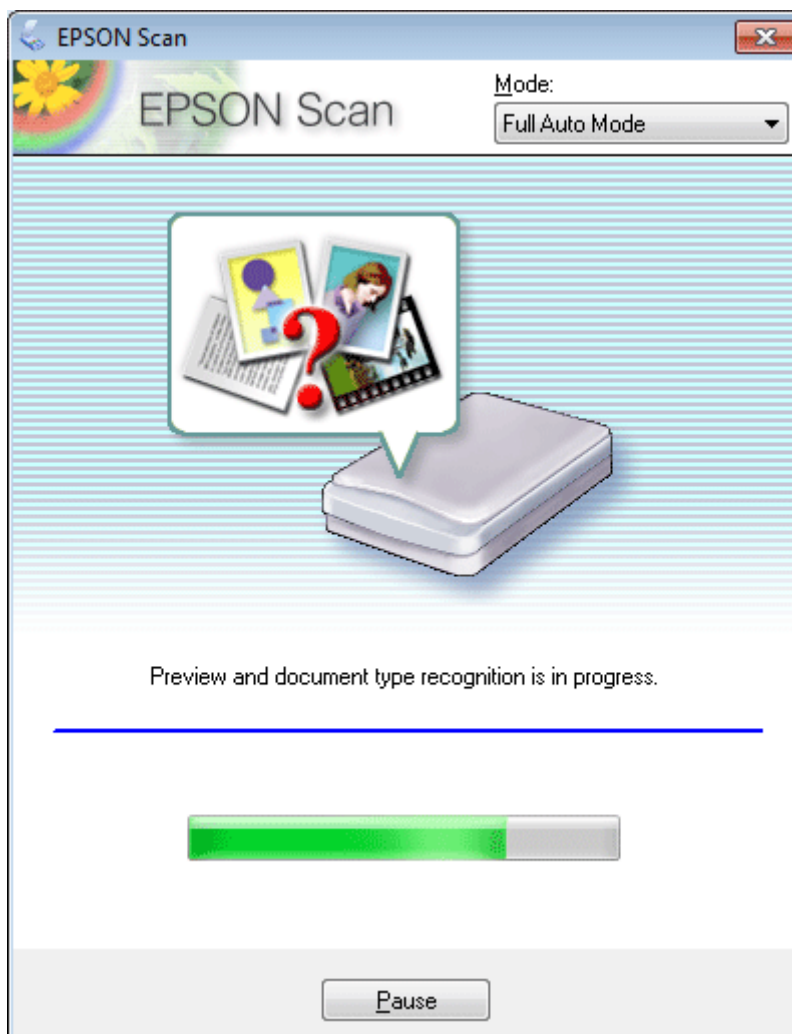 EPSON Scan
EPSON Scan
Mode:
Full Auto Mode
Preview and document type recognition is in progress.
Pause